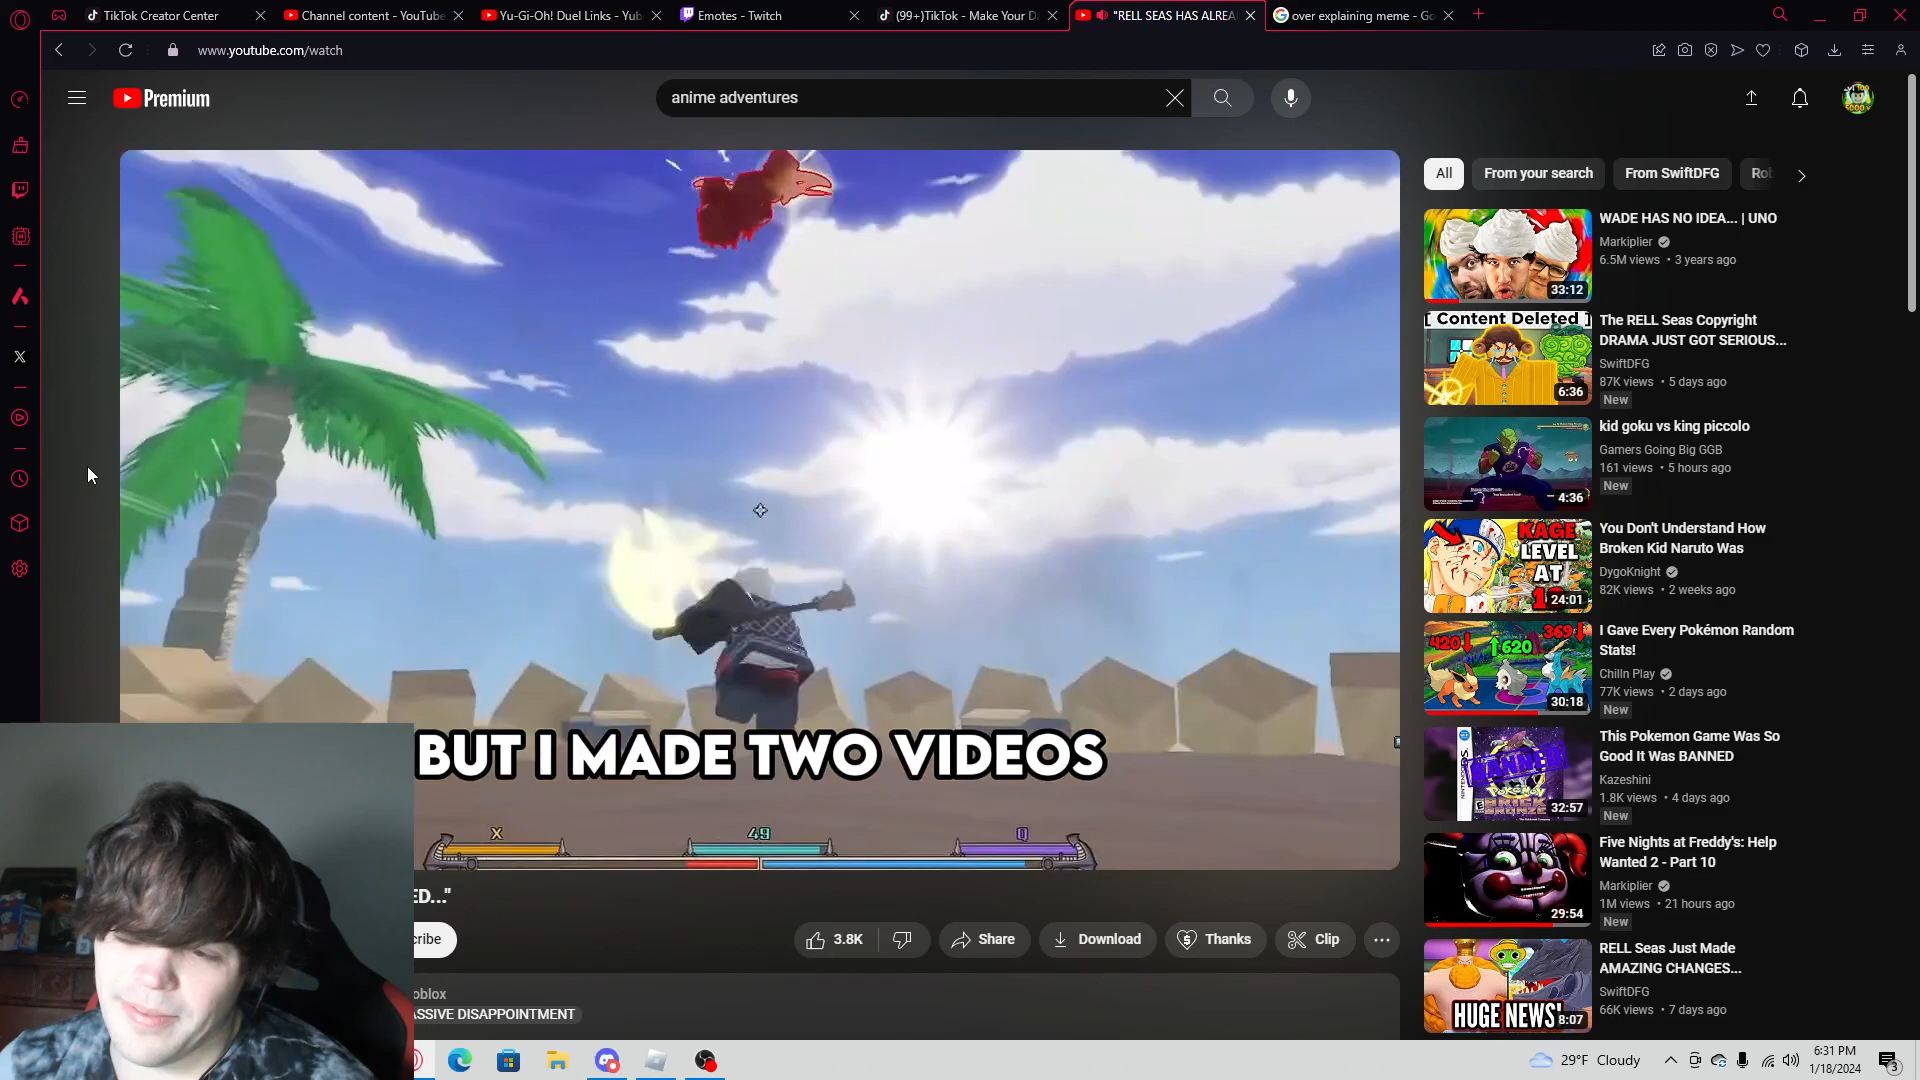 TikTok Creator Center
Channel content - YouTube
Yu-Gi-Oh! Duel Links - Yub
Emotes - Twitch
(99+)TikTok - Make Your Da
"RELL SEAS HAS ALREA
over explaining meme - Go
www.youtube.com/watch
Premium
anime adventures
All
From your search
From SwiftDFG
WADE HAS NO IDEA... | UNO
Markiplier
6.5M views • 3 years ago
33:12
[ Content Deleted ]
The RELL Seas Copyright
DRAMA JUST GOT SERIOUS...
SwiftDFG
87K views • 5 days ago
New
6:36
kid goku vs king piccolo
Gamers Going Big GGB
161 views • 5 hours ago
New
4:36
KAGE
LEVEL
AT
You Don't Understand How
Broken Kid Naruto Was
DygoKnight
82K views • 2 weeks ago
24:01
420
620
369
I Gave Every Pokémon Random
Stats!
Chilln Play
77K views • 2 days ago
New
30:18
BANNED
POKEMON
BRICK
BRONZE
This Pokemon Game Was So
Good It Was BANNED
Kazeshini
1.8K views • 4 days ago
New
32:57
Five Nights at Freddy's: Help
Wanted 2 - Part 10
Markiplier
1M views • 21 hours ago
New
29:54
RELL Seas Just Made
AMAZING CHANGES...
SwiftDFG
66K views • 7 days ago
HUGE NEWS!
8:07
BUT I MADE TWO VIDEOS
X
49
Q
ED..."
cribe
3.8K
Share
Download
Thanks
Clip
oblox
ASSIVE DISAPPOINTMENT
29°F Cloudy
6:31 PM
1/18/2024
3